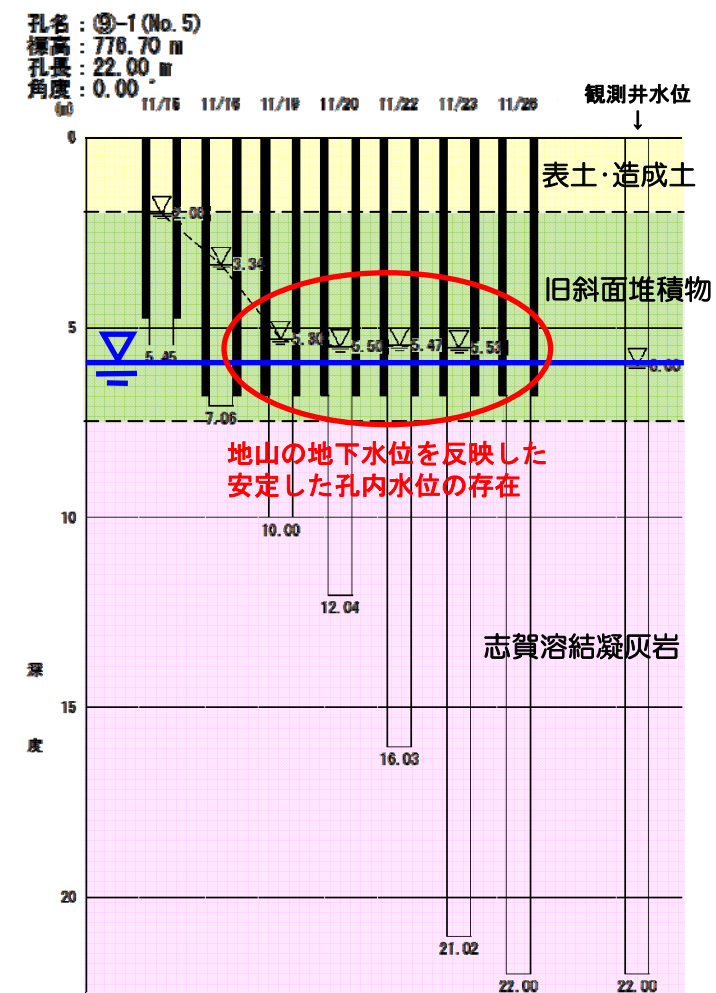 孔名：⑨-1(No.5)
標高：776.70 m
孔長：22.00 m
角度：0.00 °
(m)
11/15 11/16 11/19 11/20 11/22 11/23 11/26
観測井水位
↓
0
表土・造成土
2.08
3.34
旧斜面堆積物
5
5.30 5.50 5.47 5.53
5.45
6.00
7.06
地山の地下水位を反映した
安定した孔内水位の存在
10
10.00
12.04
志賀溶結凝灰岩
深
15
度
16.03
20
21.02
22.00 22.00